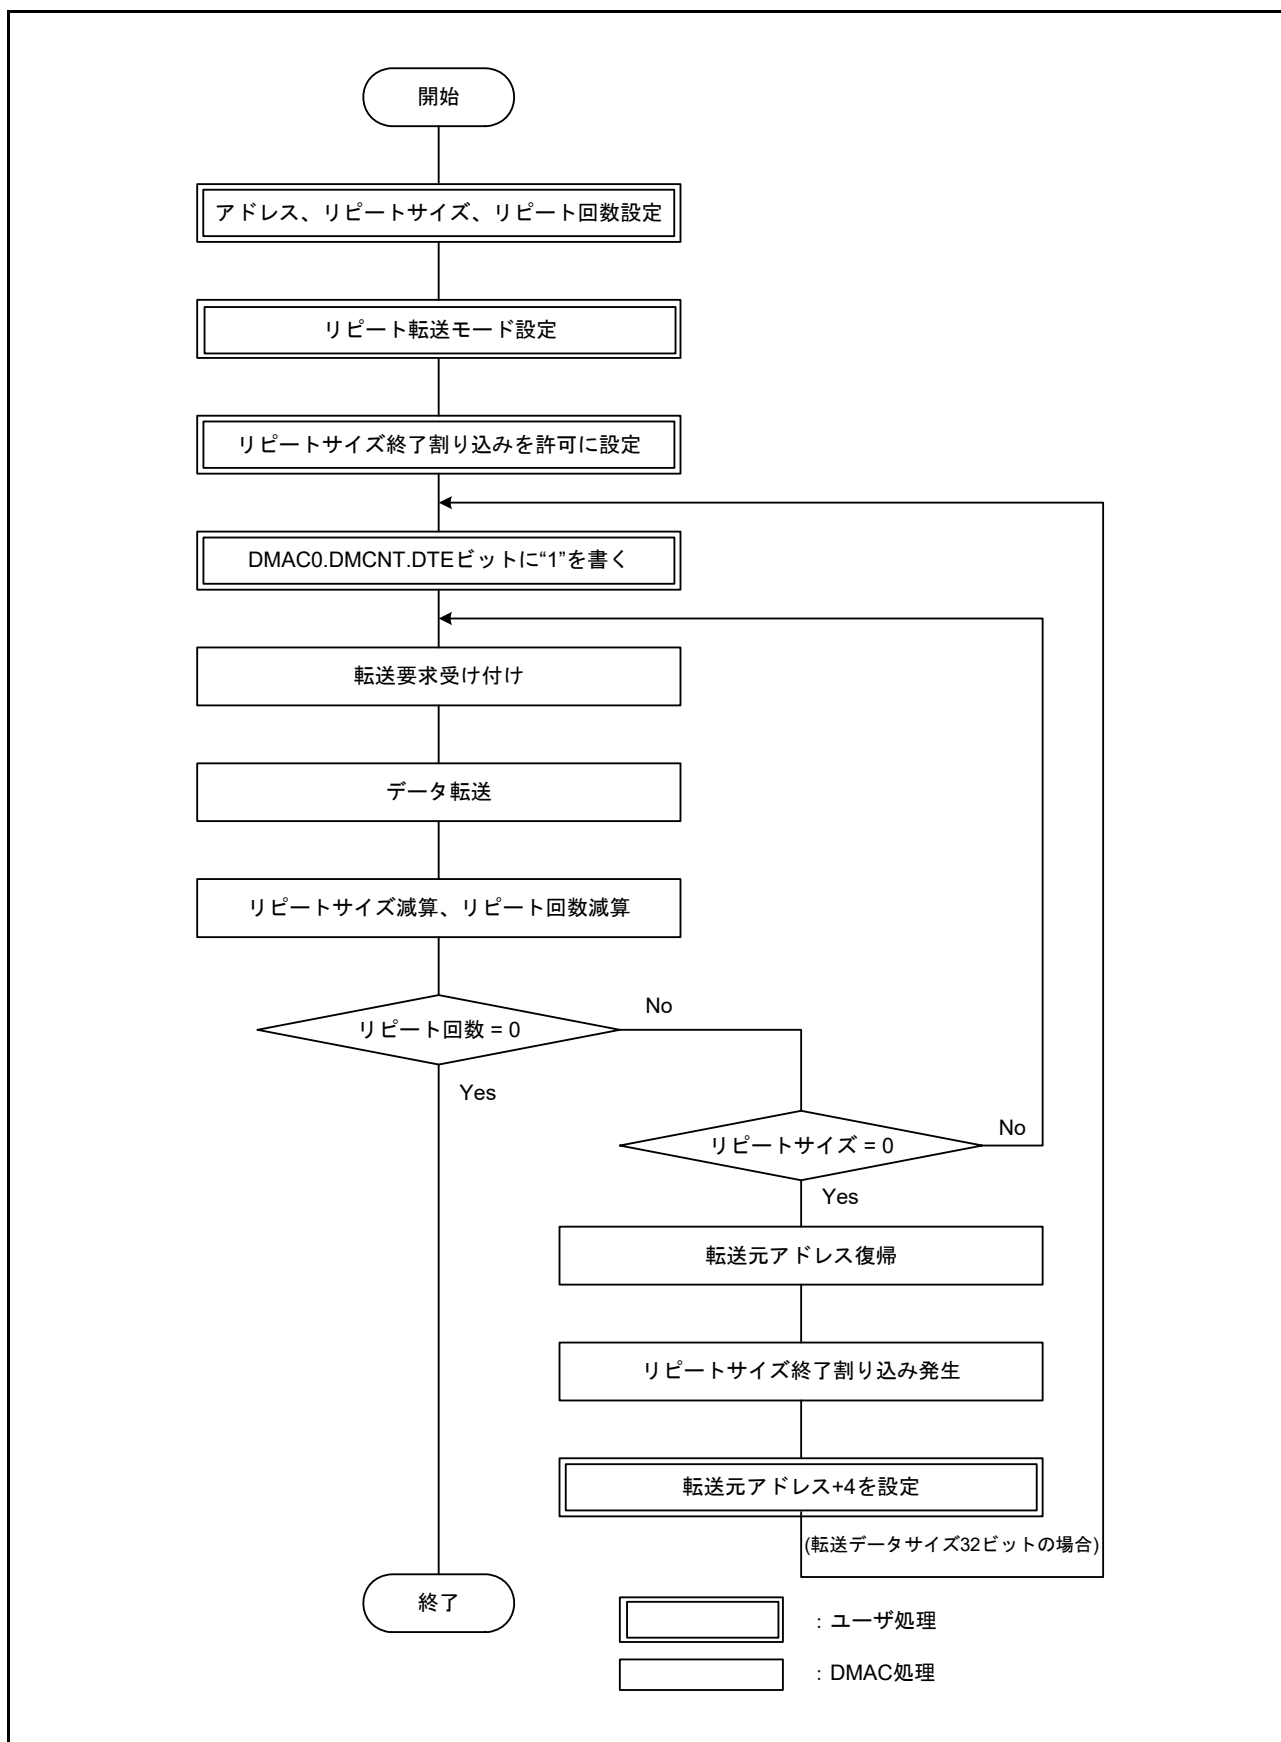 開始
アドレス、リピートサイズ、リピート回数設定
リピート転送モード設定
リピートサイズ終了割り込みを許可に設定
DMAC0.DMCNT.DTEビットに“1”を書く
転送要求受け付け
データ転送
リピートサイズ減算、リピート回数減算
リピート回数 = 0
No
Yes
リピートサイズ = 0
No
Yes
転送元アドレス復帰
リピートサイズ終了割り込み発生
転送元アドレス+4を設定
(転送データサイズ32ビットの場合)
終了
: ユーザ処理
: DMAC処理